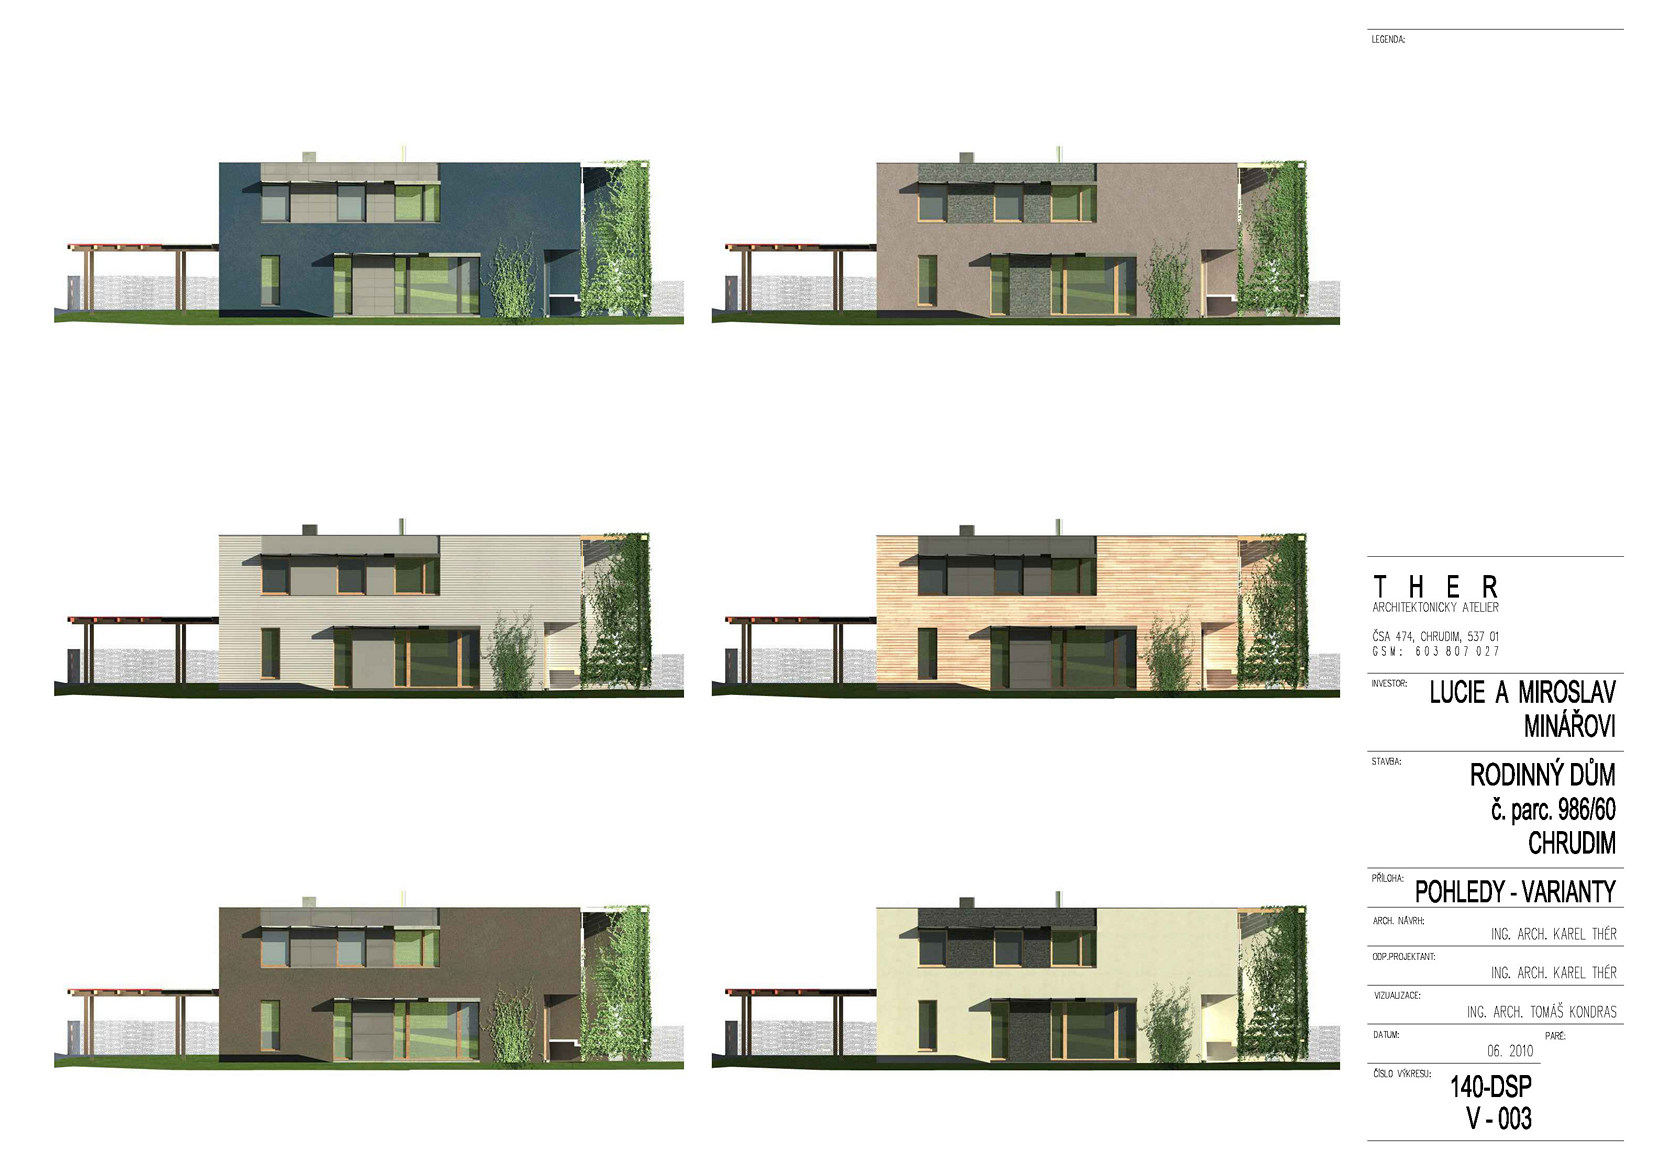 LEGENDA:
T H E R
ARCHITEKTONICKÝ ATELIER
ČSA 474, CHRUDIM, 537 01
GSM: 603 807 027
INVESTOR:
LUCIE A MIROSLAV
MINÁŘOVI
STAVBA:
RODINNÝ DŮM
č. parc. 986/60
CHRUDIM
PŘÍLOHA:
POHLEDY - VARIANTY
ARCH. NÁVRH:
ING. ARCH. KAREL THÉR
ODP.PROJEKTANT:
ING. ARCH. KAREL THÉR
VIZUALIZACE:
ING. ARCH. TOMÁŠ KONDRAS
DATUM:
PARÉ:
06. 2010
ČÍSLO VÝKRESU:
140-DSP
V - 003